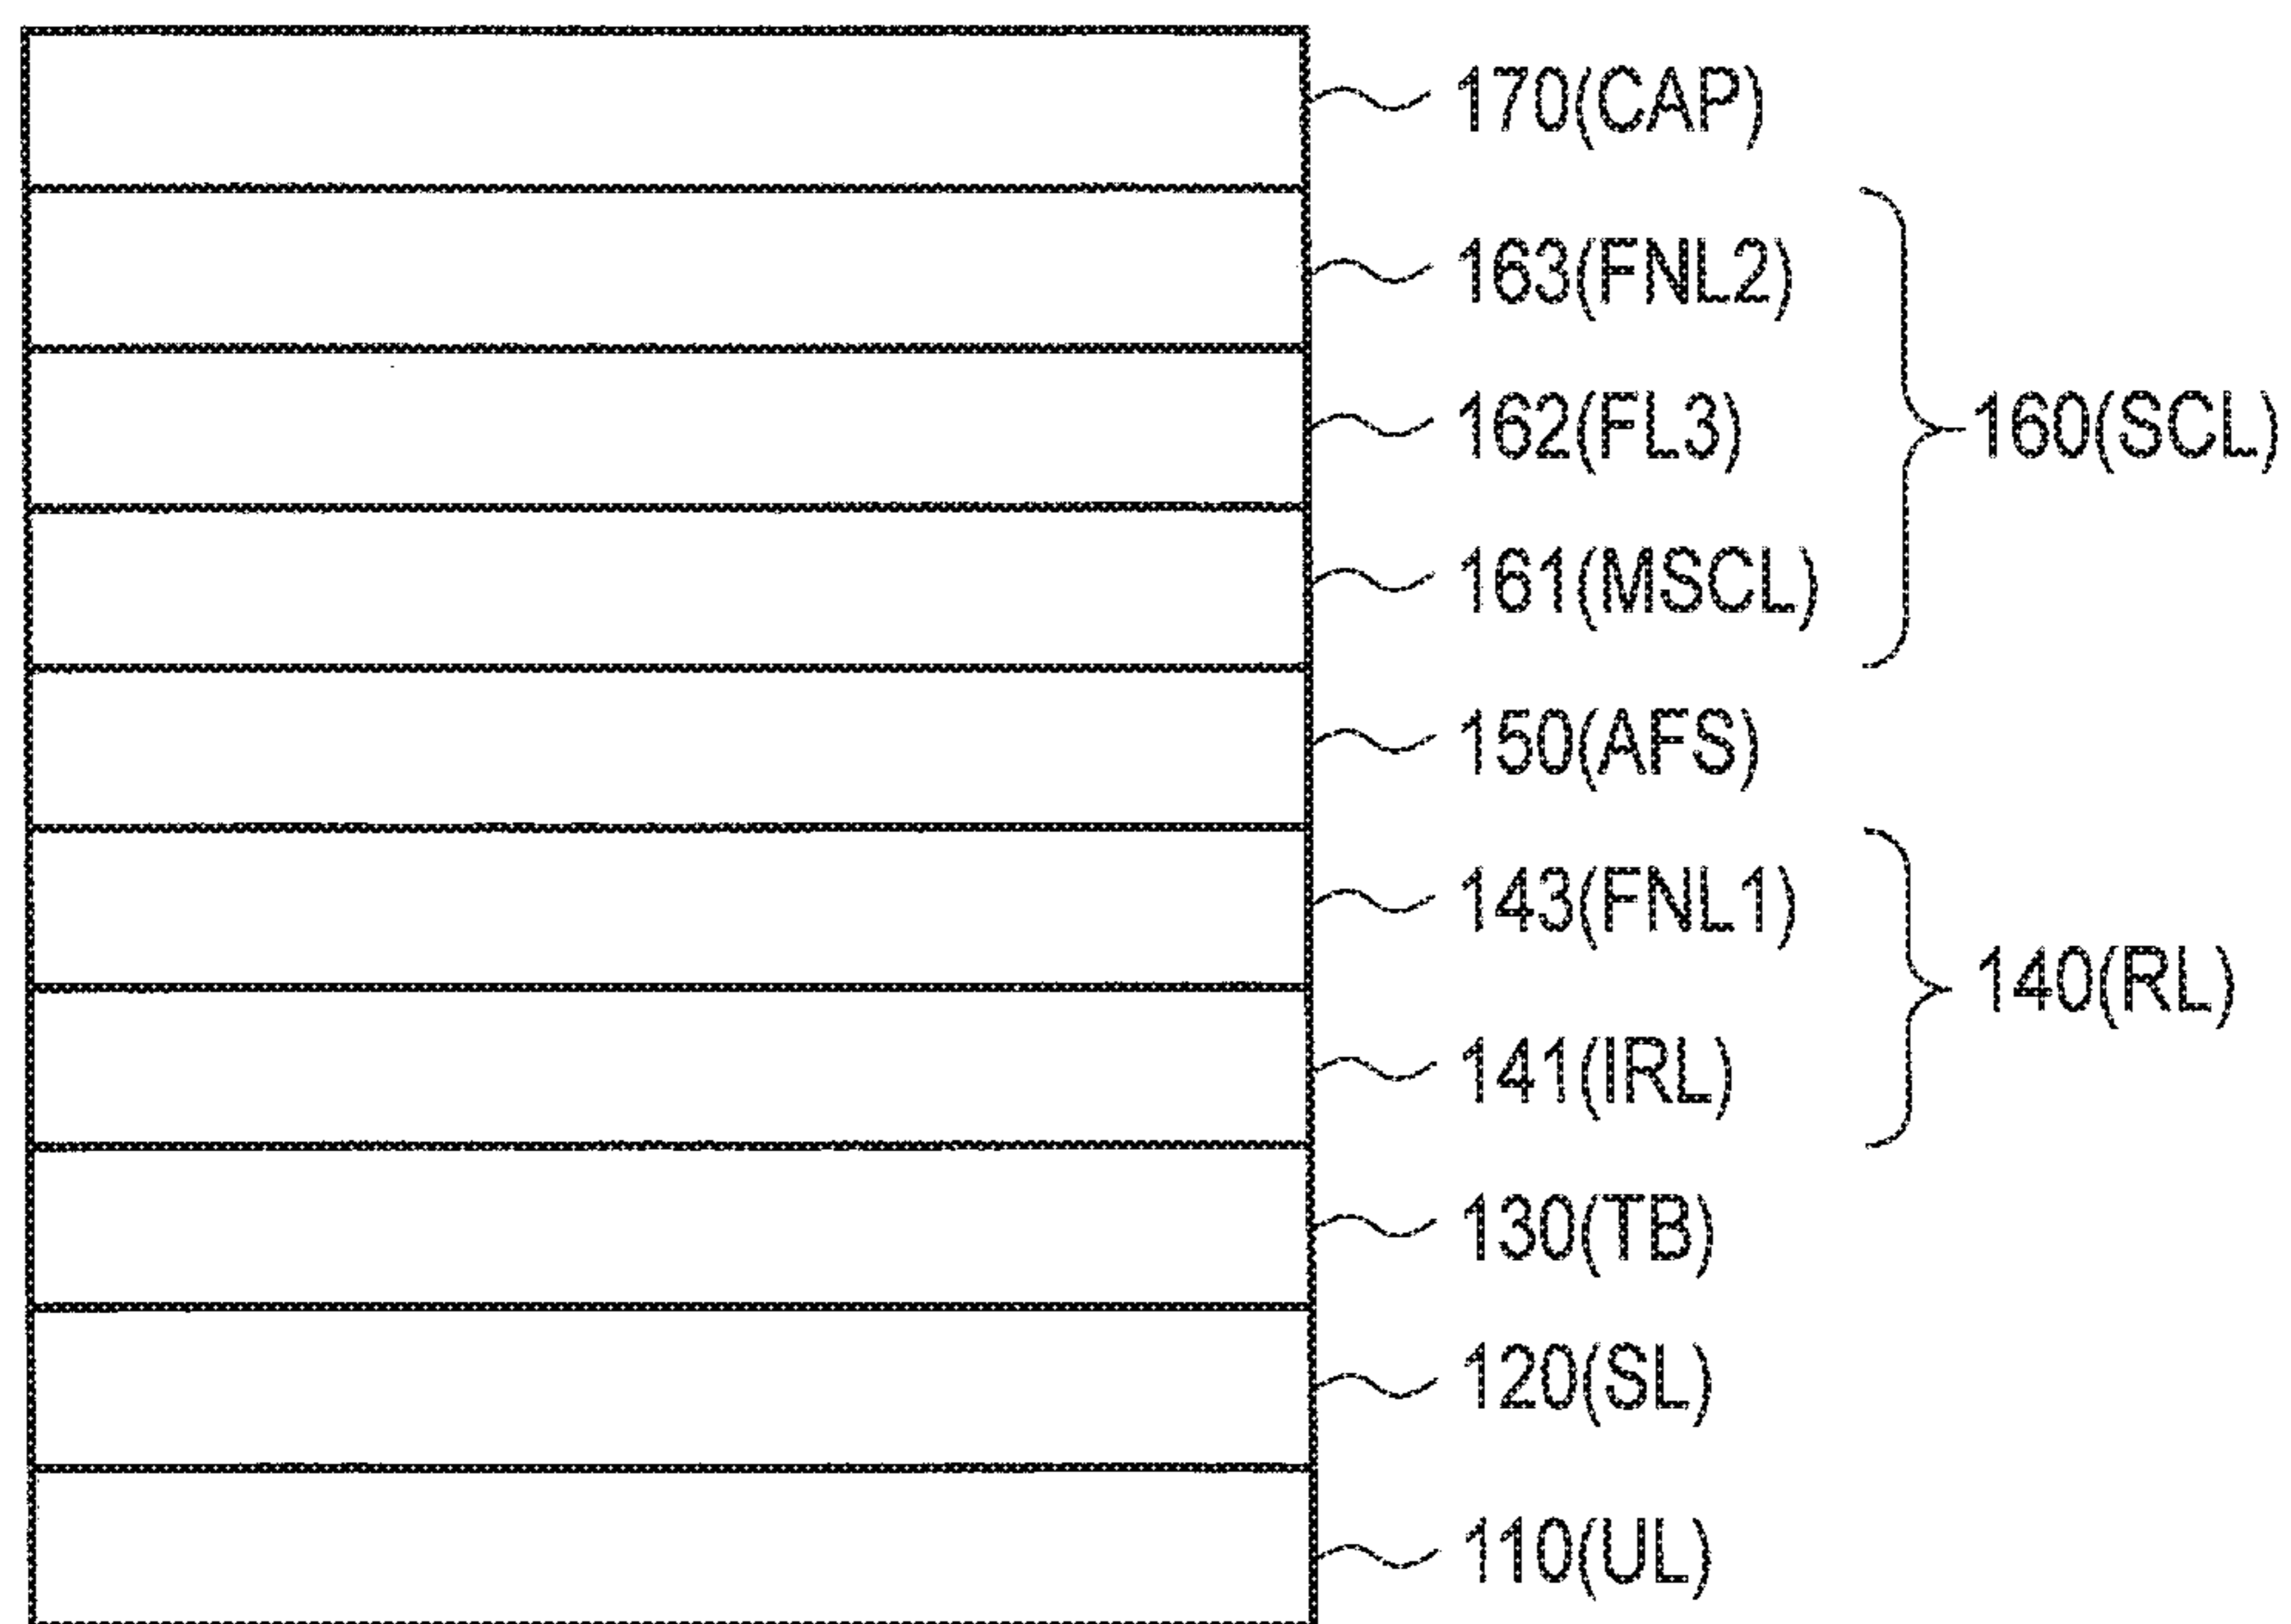 170(CAP)
163(FNL2)
162(FL3)
160(SCL)
161(MSCL)
150(AFS)
143(FNL1)
140(RL)
141(IRL)
130(TB)
120(SL)
110(UL)